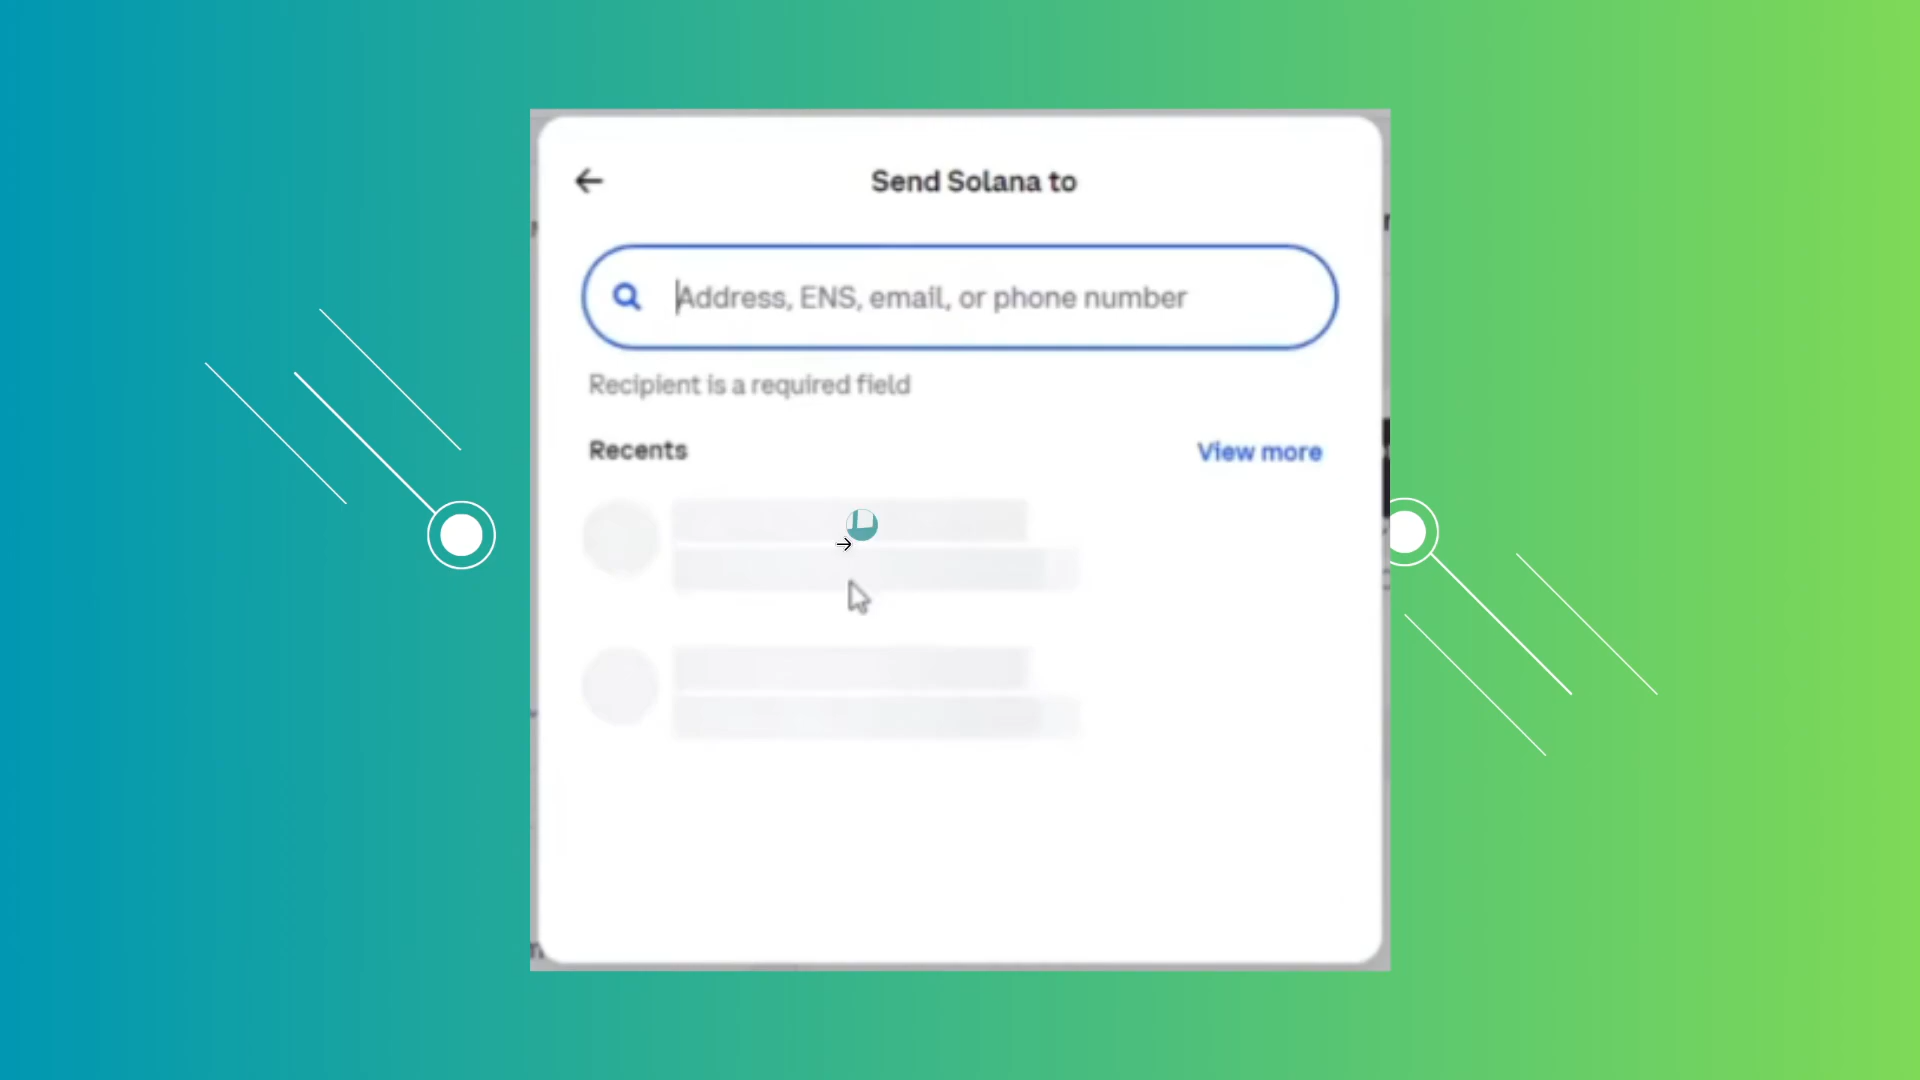 Send Solana to
Address, ENS, email, or phone number
Recipient is a required field
Recents
View more